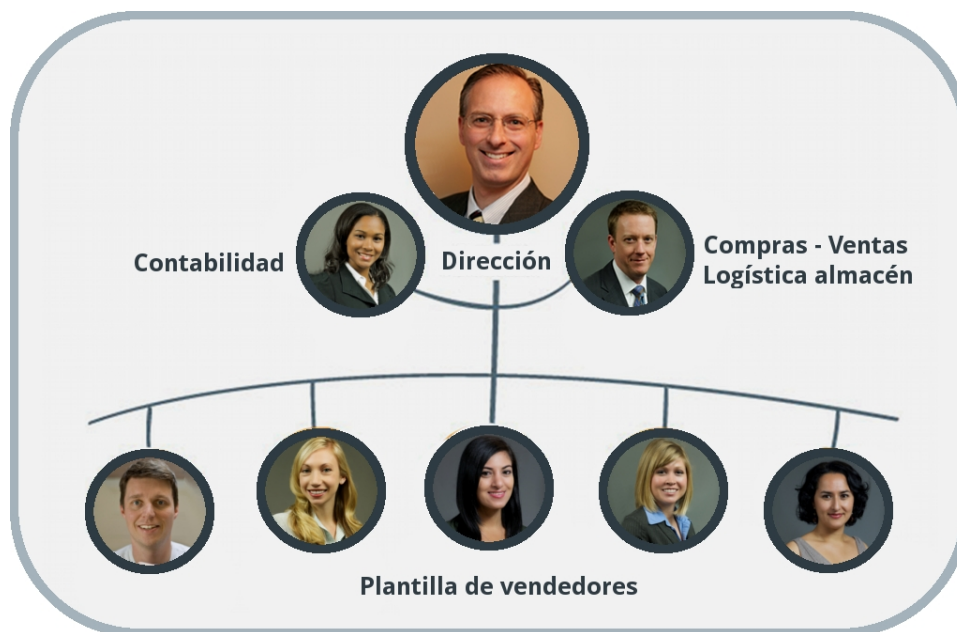 Contabilidad
Dirección
Compras - Ventas
Logística almacén
Plantilla de vendedores